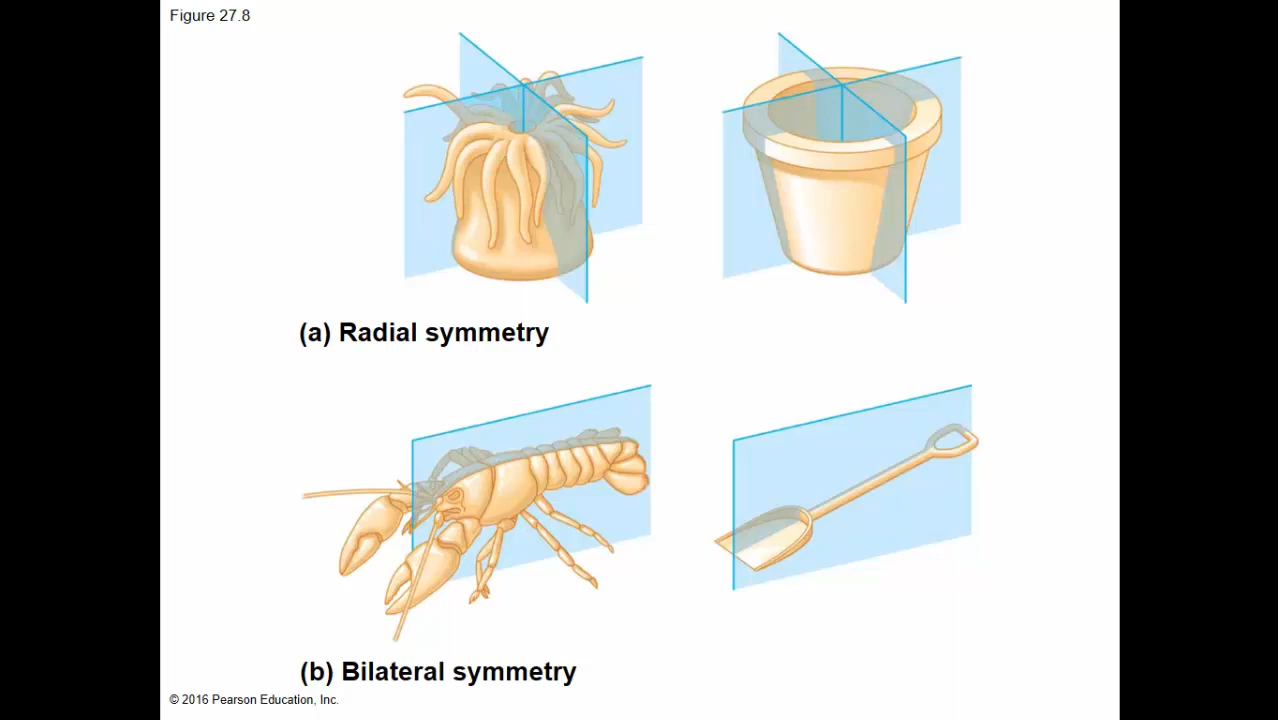 Figure 27.8
(a) Radial symmetry
(b) Bilateral symmetry
© 2016 Pearson Education, Inc.